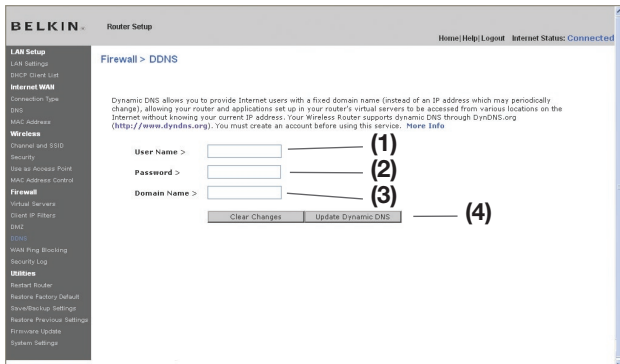 BELKIN™
Router Setup
Home|Help|Logout Internet Status: Connected
LAN Setup
LAN Settings
DHCP Client List
Internet WAN
Connection Type
DNS
MAC Address
Wireless
Channel and SSID
Security
Use as Access Point
MAC Address Control
Firewall
Virtual Servers
Client IP Filters
DMZ
DDNS
WAN Ping Blocking
Security Log
Utilities
Restart Router
Restore Factory Default
Save/Backup Settings
Restore Previous Settings
Firmware Update
System Settings
Firewall > DDNS
Dynamic DNS allows you to provide Internet users with a fixed domain name (instead of an IP address which may periodically
change), allowing your router and applications set up in your router's virtual servers to be accessed from various locations on the
Internet without knowing your current IP address. Your Wireless Router supports dynamic DNS through DynDNS.org
(http://www.dyndns.org). You must create an account before using this service. More Info
User Name > (1)
Password > (2)
Domain Name > (3)
Clear Changes Update Dynamic DNS (4)